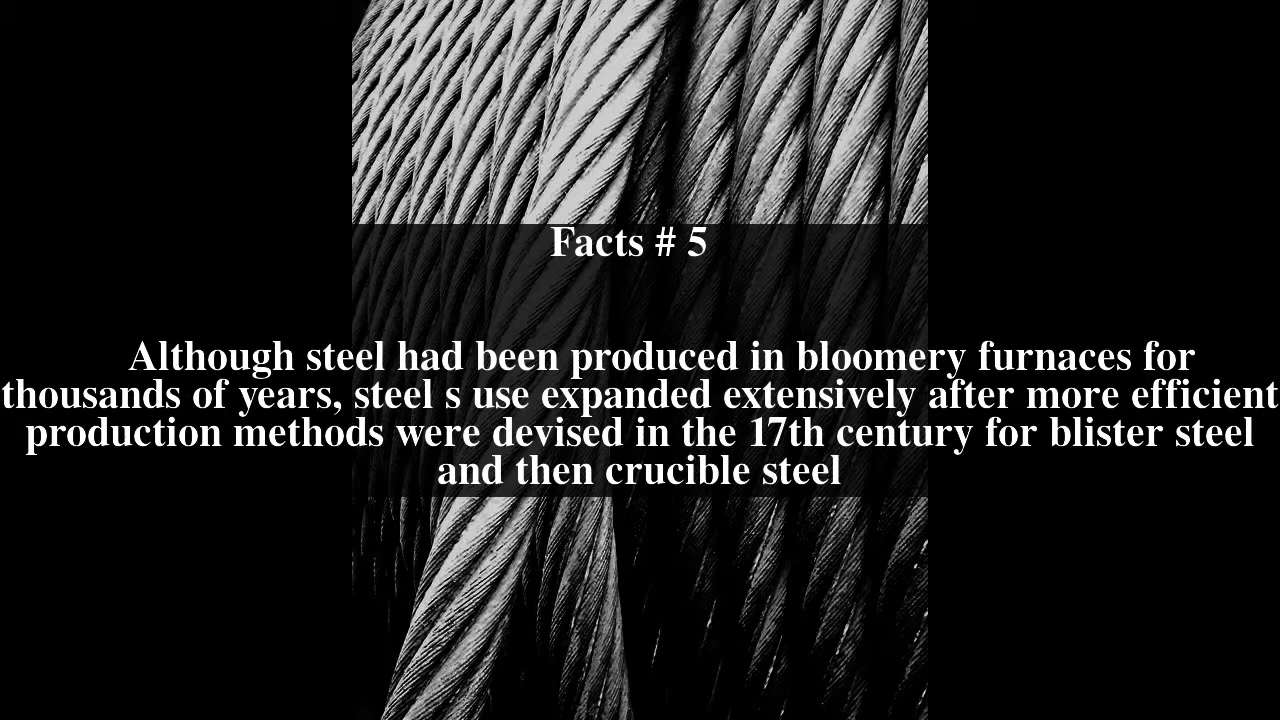 Facts # 5
Although steel had been produced in bloomery furnaces for
thousands of years, steel s use expanded extensively after more efficient
production methods were devised in the 17th century for blister steel
and then crucible steel